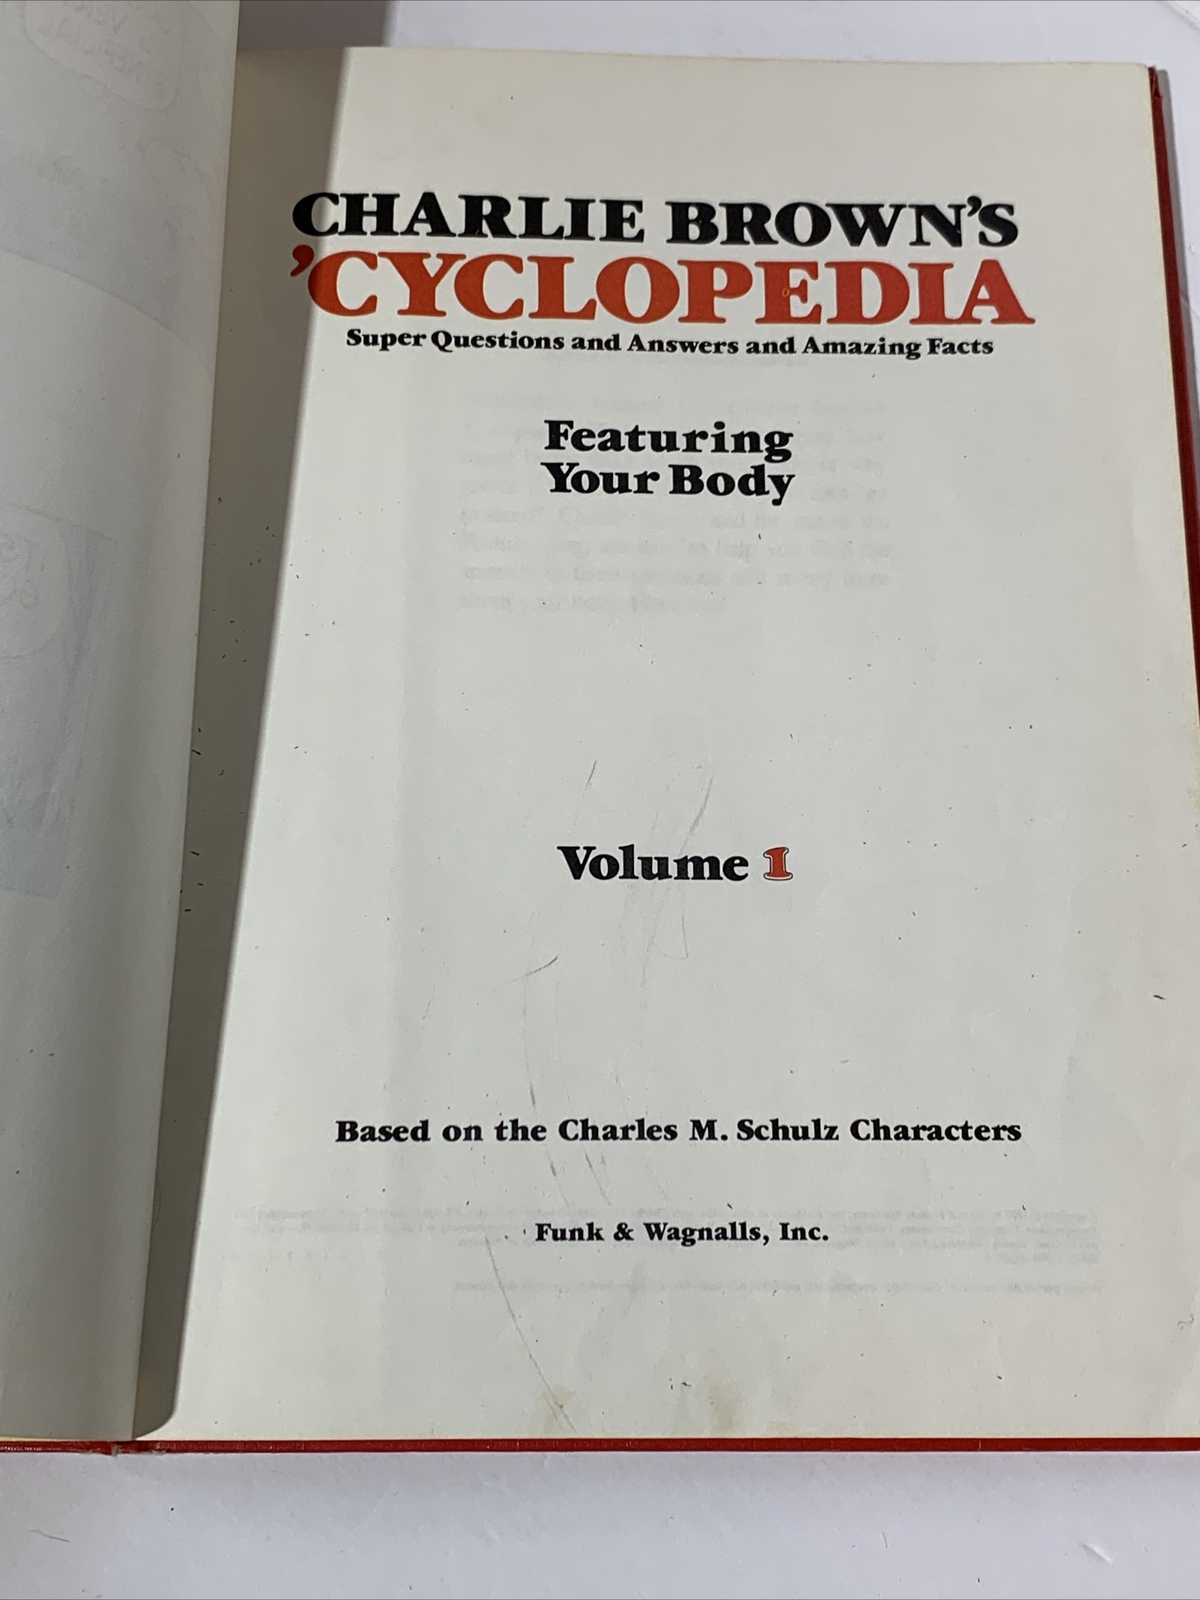 CHARLIE BROWN'S
'CYCLOPEDIA
Super Questions and Answers and Amazing Facts
Featuring
Your Body
Volume 1
Based on the Charles M. Schulz Characters
Funk & Wagnalls, Inc.